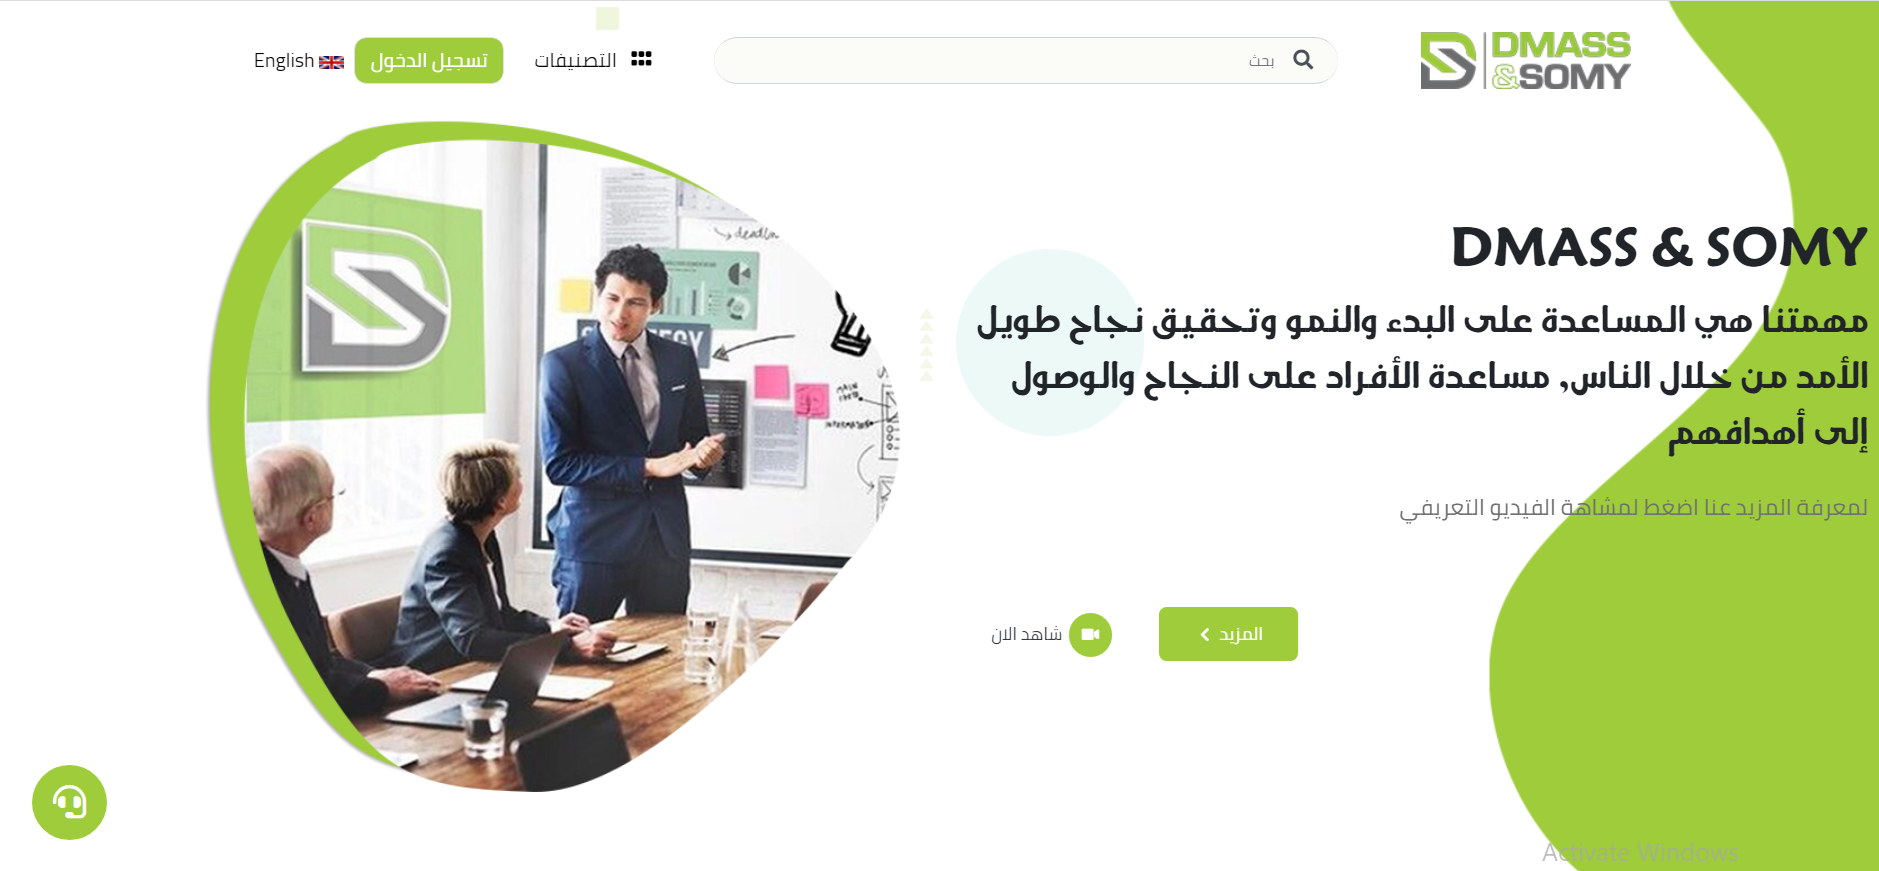 DMASS
&SOMY
بحث
التصنيفات
تسجيل الدخول
English
DMASS & SOMY
مهمتنا هي المساعدة على البدء والنمو وتحقيق نجاح طويل
الأمد من خلال الناس, مساعدة الأفراد على النجاح والوصول
إلى أهدافهم
لمعرفة المزيد عنا اضغط لمشاهة الفيديو التعريفي
المزيد
شاهد الان
deadlin
Activate Windows